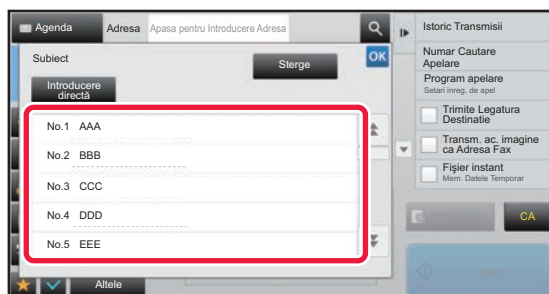 Agenda
Adresa
Apasa pentru Introducere Adresa
Subiect
Sterge
OK
Introducere
directă
No.1 AAA
No.2 BBB
No.3 CCC
No.4 DDD
No.5 EEE
Altele
Istoric Transmisii
Numar Cautare
Apelare
Program apelare
Setari inreg. de apel
Trimite Legatura
Destinatie
Transm. ac. imagine
ca Adresa Fax
Fişier instant
Mem. Datele Temporar
CA
Start